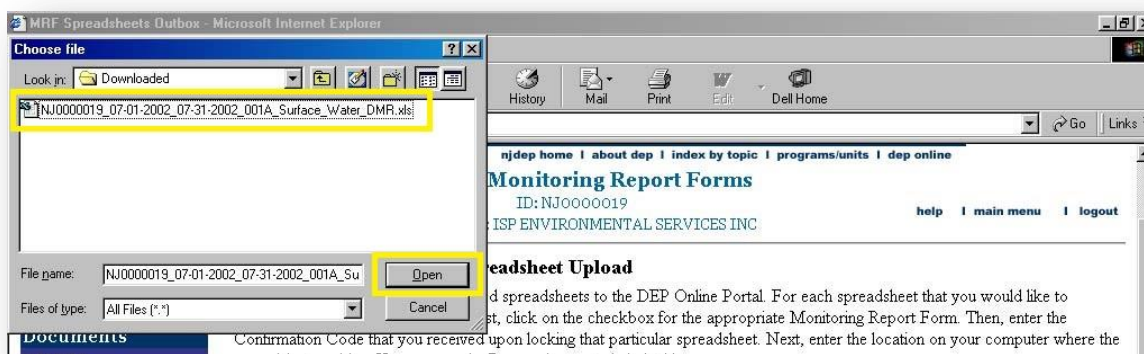 MRF Spreadsheets Outbox - Microsoft Internet Explorer
Choose file
Look in: Downloaded
NJ0000019_07-01-2002_07-31-2002_001A_Surface_Water_DMR.xls
File name: NJ0000019_07-01-2002_07-31-2002_001A_Su Open
Files of type: All Files (*.*) Cancel
History Mail Print Edit Dell Home
Go Links
njdep home | about dep | index by topic | programs/units | dep online
Monitoring Report Forms
ID: NJ0000019
ISP ENVIRONMENTAL SERVICES INC
help | main menu | logout
Upload
d spreadsheets to the DEP Online Portal. For each spreadsheet that you would like to
click on the checkbox for the appropriate Monitoring Report Form. Then, enter the
Documents
Confirmation Code that you received upon locking that particular spreadsheet. Next, enter the location on your computer where the